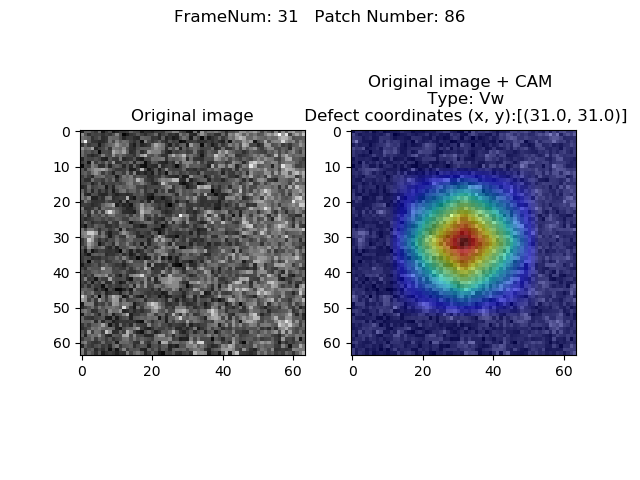 FrameNum: 31   Patch Number: 86
Original image
Original image + CAM
Type: Vw
Defect coordinates (x, y):[(31.0, 31.0)]
0
10
20
30
40
50
60
0 20 40 60
0
10
20
30
40
50
60
0 20 40 60